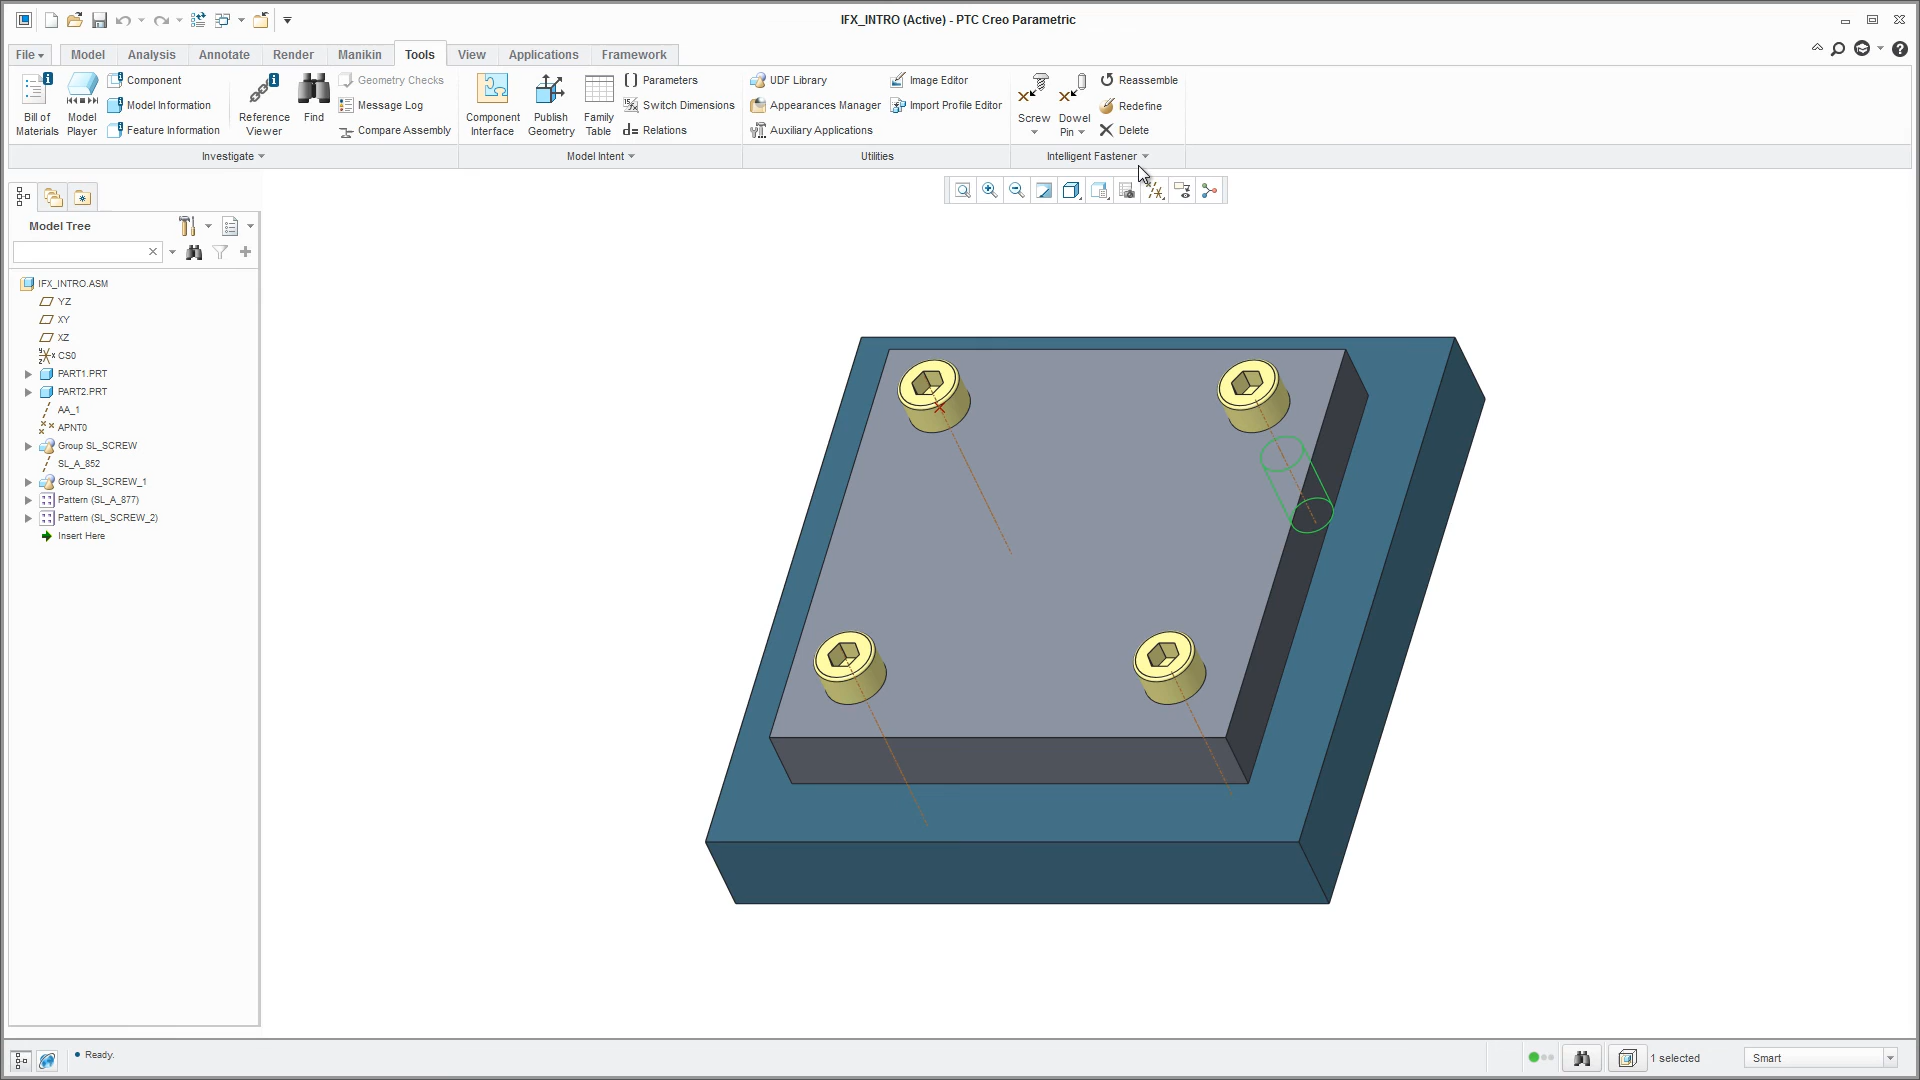 IFX_INTRO (Active) - PTC Creo Parametric
File Model Analysis Annotate Render Manikin Tools View Applications Framework
Bill of Materials
Model Player
Component
Model Information
Feature Information
Reference Viewer
Find
Geometry Checks
Message Log
Compare Assembly
Component Interface
Publish Geometry
Family Table
Parameters
Switch Dimensions
d= Relations
UDF Library
Appearances Manager
Auxiliary Applications
Image Editor
Import Profile Editor
Screw
Dowel Pin
Reassemble
Redefine
Delete
Investigate Model Intent Utilities Intelligent Fastener
Model Tree
IFX_INTRO.ASM
YZ
XY
XZ
CS0
PART1.PRT
PART2.PRT
AA_1
APNT0
Group SL_SCREW
SL_A_852
Group SL_SCREW_1
Pattern (SL_A_877)
Pattern (SL_SCREW_2)
Insert Here
Ready.
1 selected
Smart